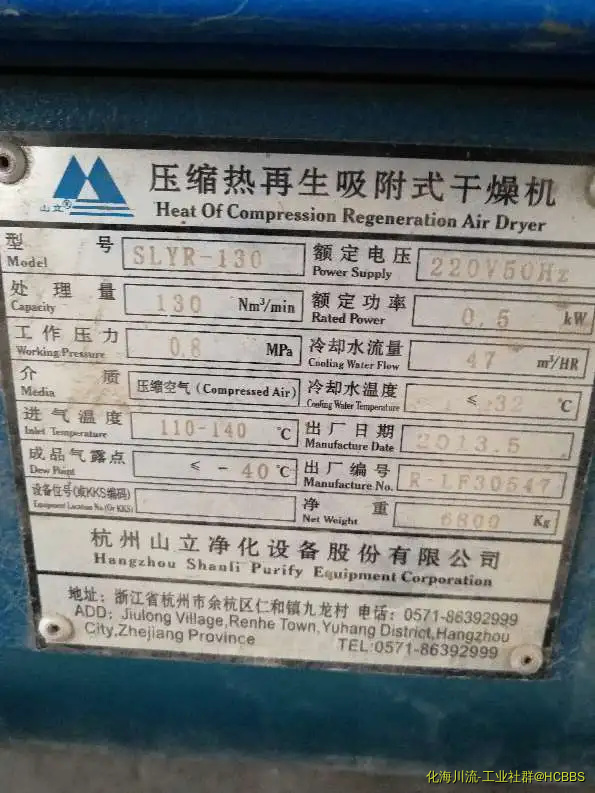 压缩热再生吸附式干燥机
山立®
Heat Of Compression Regeneration Air Dryer
型号 SLYR-130 额定电压 220V50Hz
Model Power Supply
处理量 130 Nm³/min 额定功率 0.5 kW
Capacity Rated Power
工作压力 0.8 MPa 冷却水流量 47 m³/HR
Working Pressure Cooling Water Flow
介质 压缩空气 (Compressed Air) 冷却水温度 ≤ 32 ℃
Media Cooling Water Temperature
进气温度 110-140 ℃ 出厂日期 2013.5
Inlet Temperature Manufacture Date
成品气露点 ≤ -40 ℃ 出厂编号 R-LF30547
Dew Point Manufacture No.
设备位号(或KKS编码) 净重 6800 Kg
Equipment Location No.(Or KKS) Net Weight
杭州山立净化设备股份有限公司
Hangzhou Shanli Purify Equipment Corporation
地址: 浙江省杭州市余杭区仁和镇九龙村 电话: 0571-86392999
ADD: Jiulong Village,Renhe Town,Yuhang District,Hangzhou
City,Zhejiang Province TEL:0571-86392999
化海川流-工业社群@HCBBS